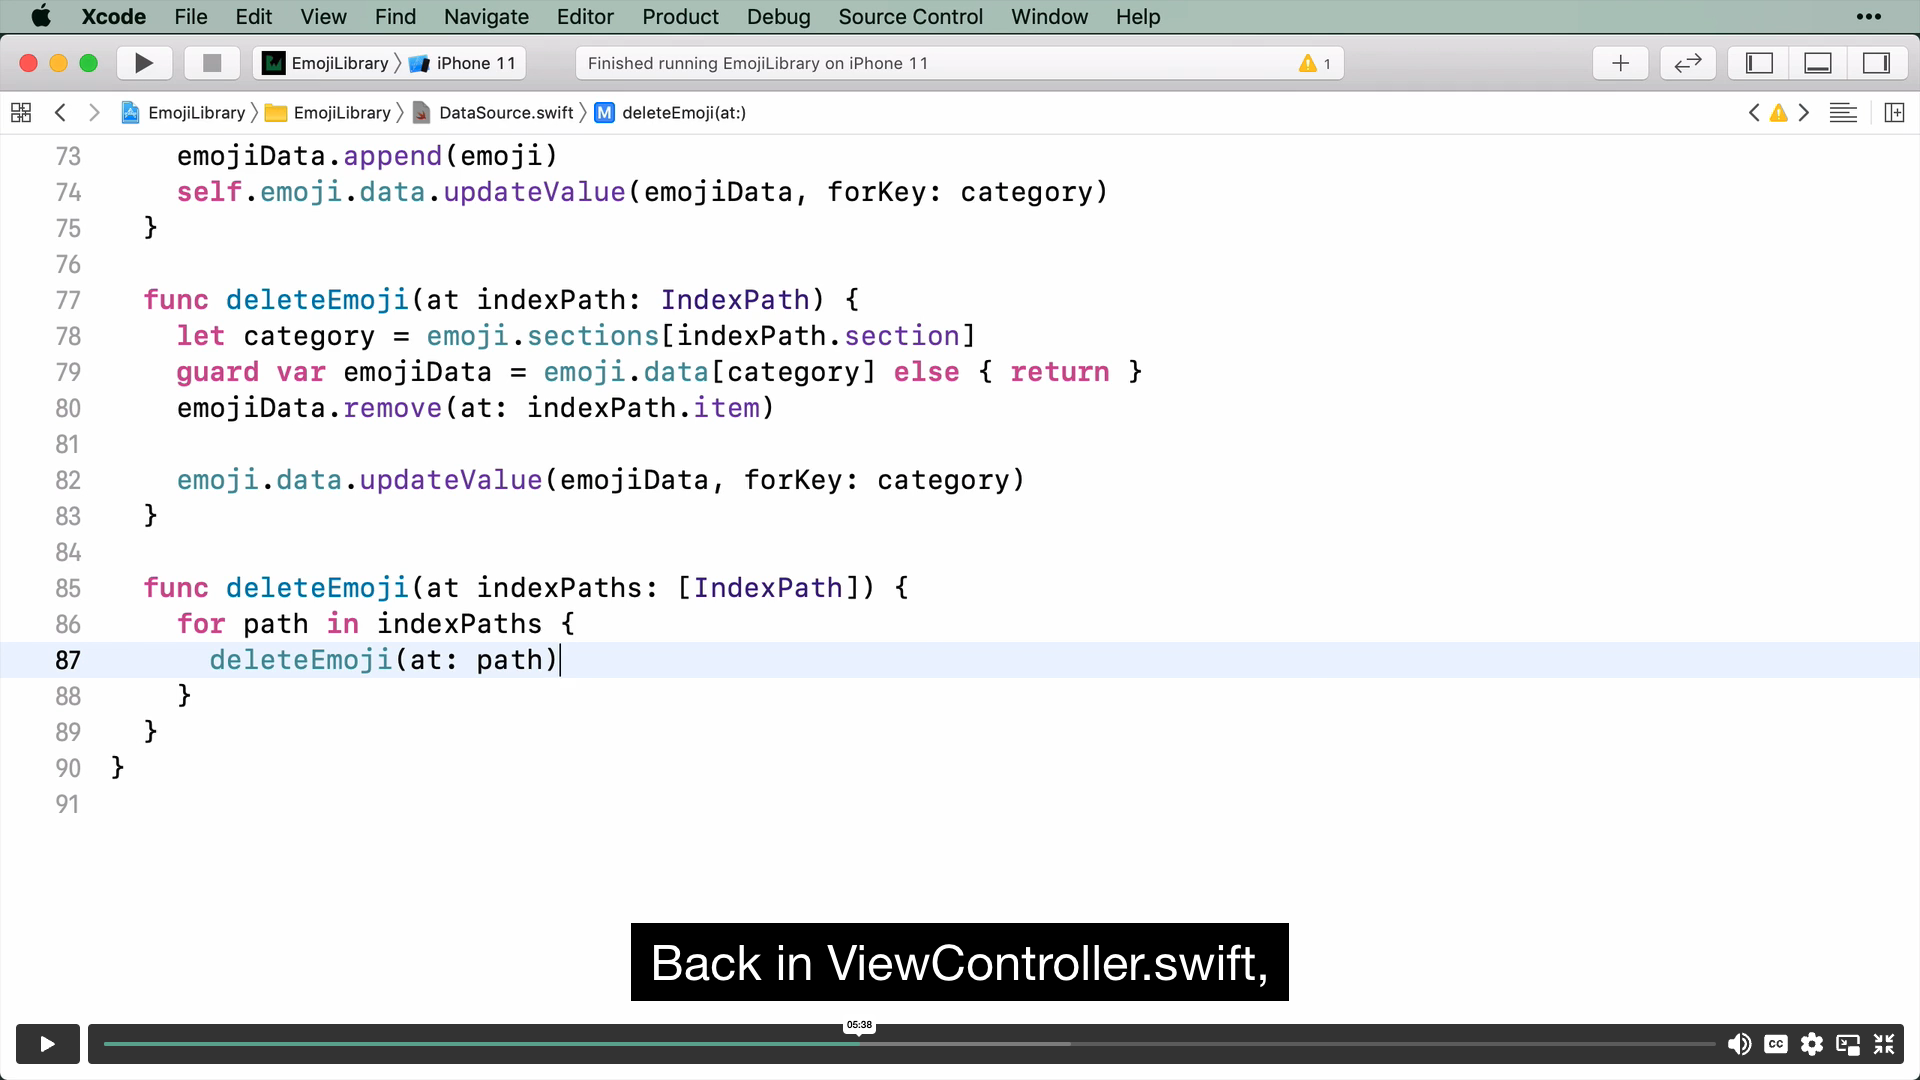 Xcode File Edit View Find Navigate Editor Product Debug Source Control Window Help
EmojiLibrary iPhone 11 Finished running EmojiLibrary on iPhone 11 1
EmojiLibrary EmojiLibrary DataSource.swift M deleteEmoji(at:)
73 emojiData.append(emoji)
74 self.emoji.data.updateValue(emojiData, forKey: category)
75 }
76
77 func deleteEmoji(at indexPath: IndexPath) {
78 let category = emoji.sections[indexPath.section]
79 guard var emojiData = emoji.data[category] else { return }
80 emojiData.remove(at: indexPath.item)
81
82 emoji.data.updateValue(emojiData, forKey: category)
83 }
84
85 func deleteEmoji(at indexPaths: [IndexPath]) {
86 for path in indexPaths {
87 deleteEmoji(at: path)
88 }
89 }
90 }
91
Back in ViewController.swift,
05:38
CC